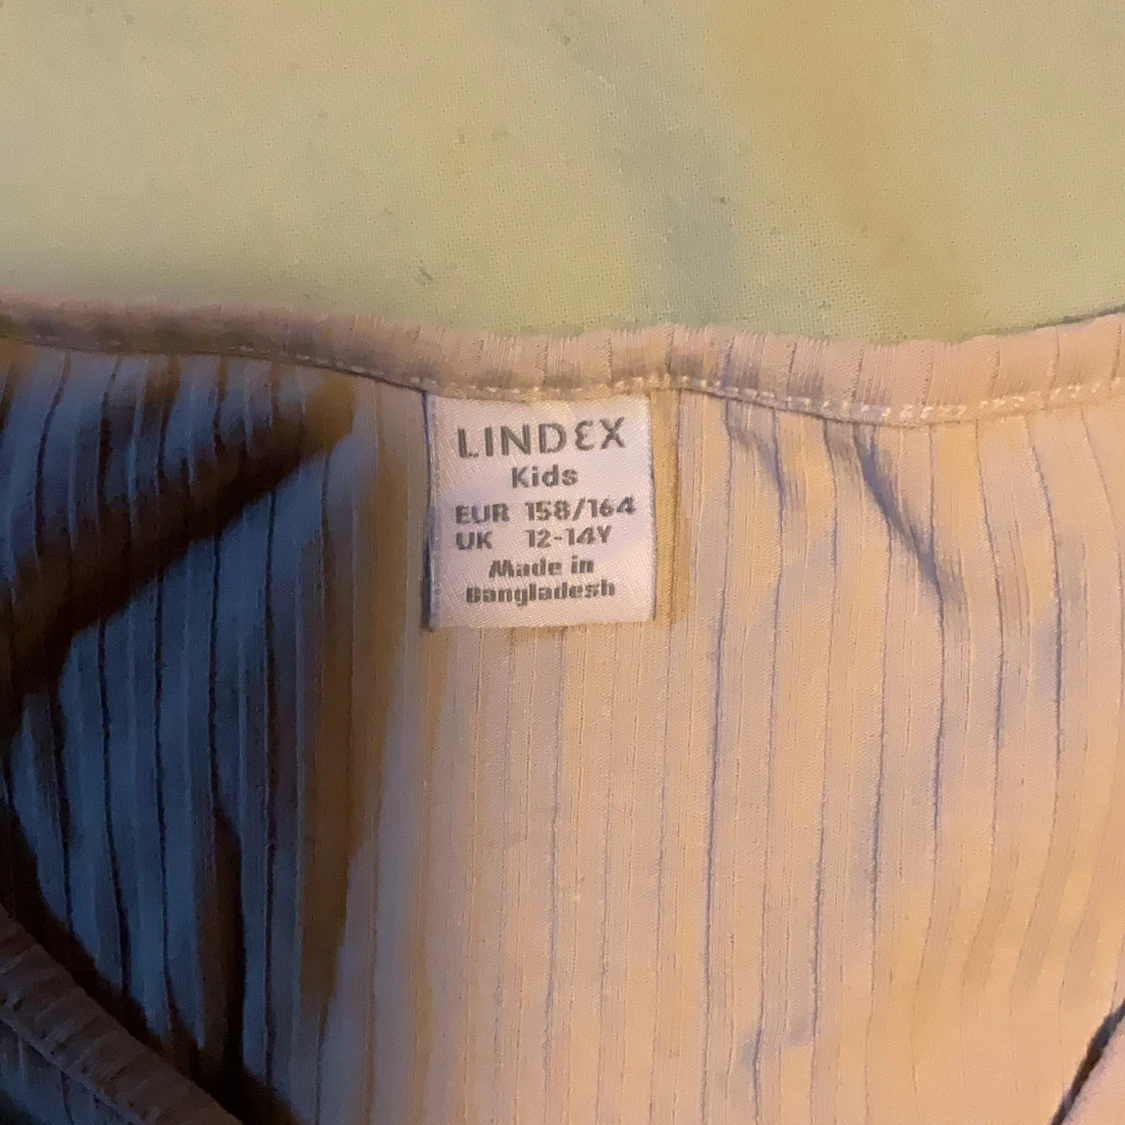 LINDEX
Kids
EUR 158/164
UK 12-14Y
Made in
Bangladesh